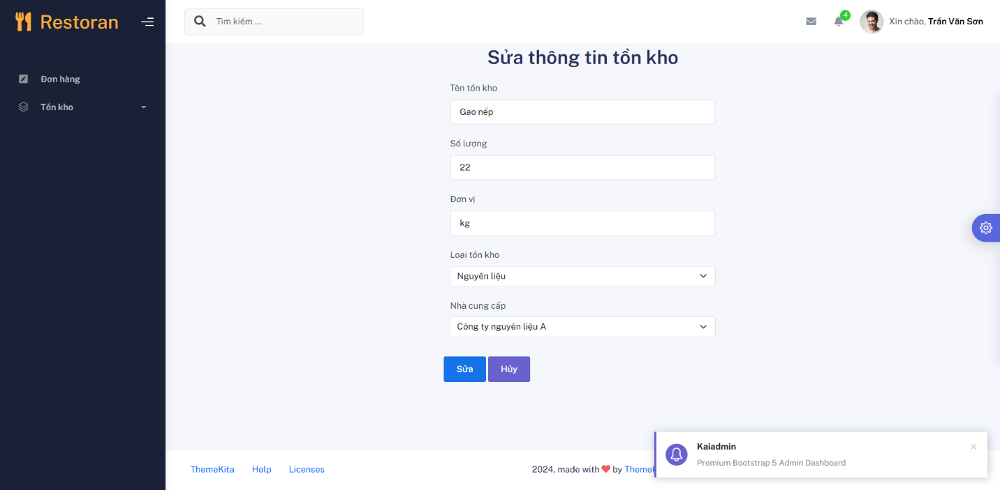 Restoran
Tìm kiếm ...
4
Xin chào, Trần Văn Sơn
Đơn hàng
Tồn kho
Sửa thông tin tồn kho
Tên tồn kho
Gạo nếp
Số lượng
22
Đơn vị
kg
Loại tồn kho
Nguyên liệu
Nhà cung cấp
Công ty nguyên liệu A
Sửa Hủy
Kaiadmin
Premium Bootstrap 5 Admin Dashboard
ThemeKita Help Licenses
2024, made with ❤ by